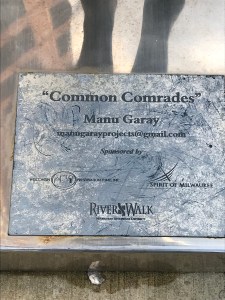 "Common Comrades"
Manu Garay
manugarayprojects@gmail.com
Sponsored by
SPIRIT OF MILWAUKEE
RIVERWALK